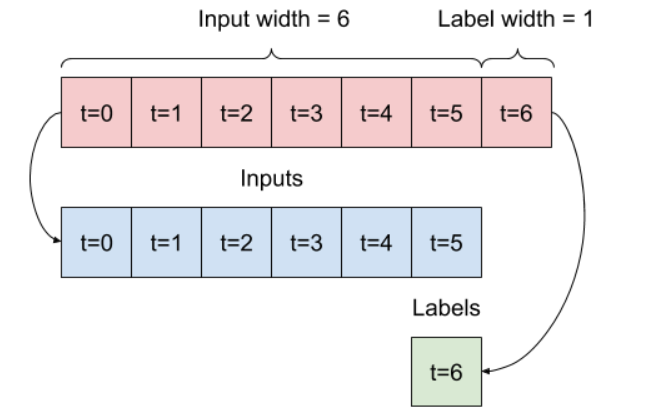 Input width = 6 Label width = 1
t=0 t=1 t=2 t=3 t=4 t=5 t=6
Inputs
t=0 t=1 t=2 t=3 t=4 t=5
Labels
t=6